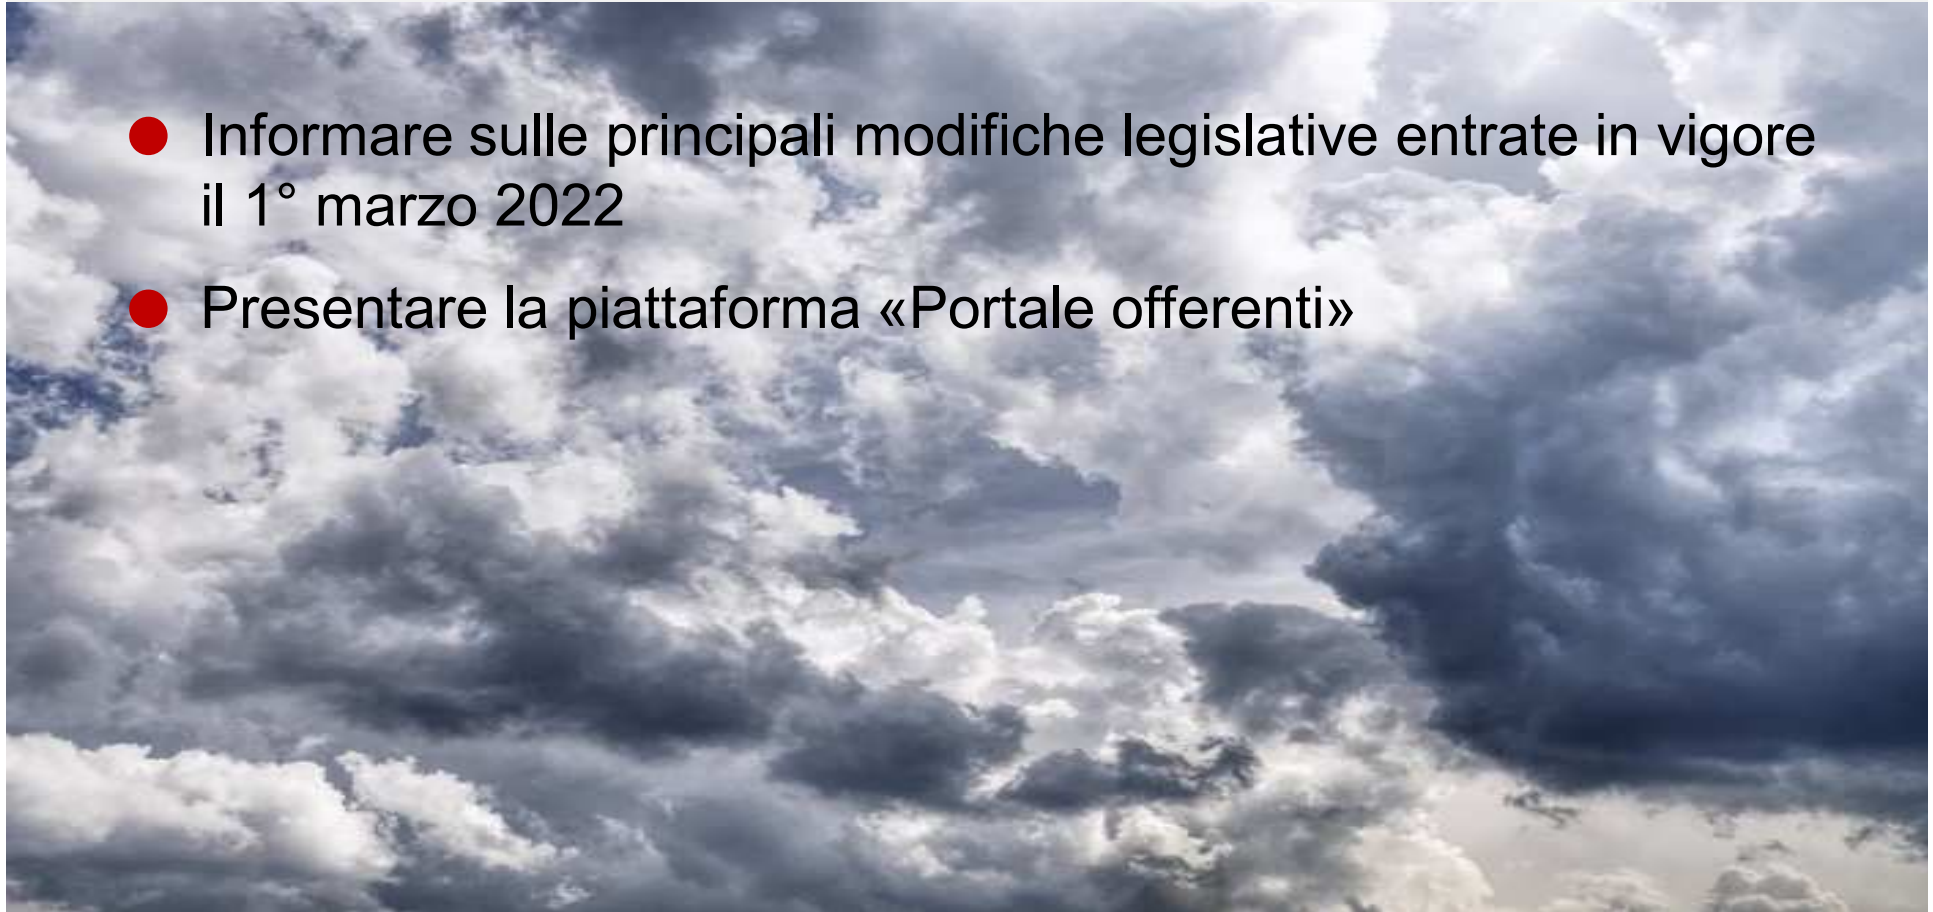 Informare sulle principali modifiche legislative entrate in vigore
il 1° marzo 2022
Presentare la piattaforma «Portale offerenti»